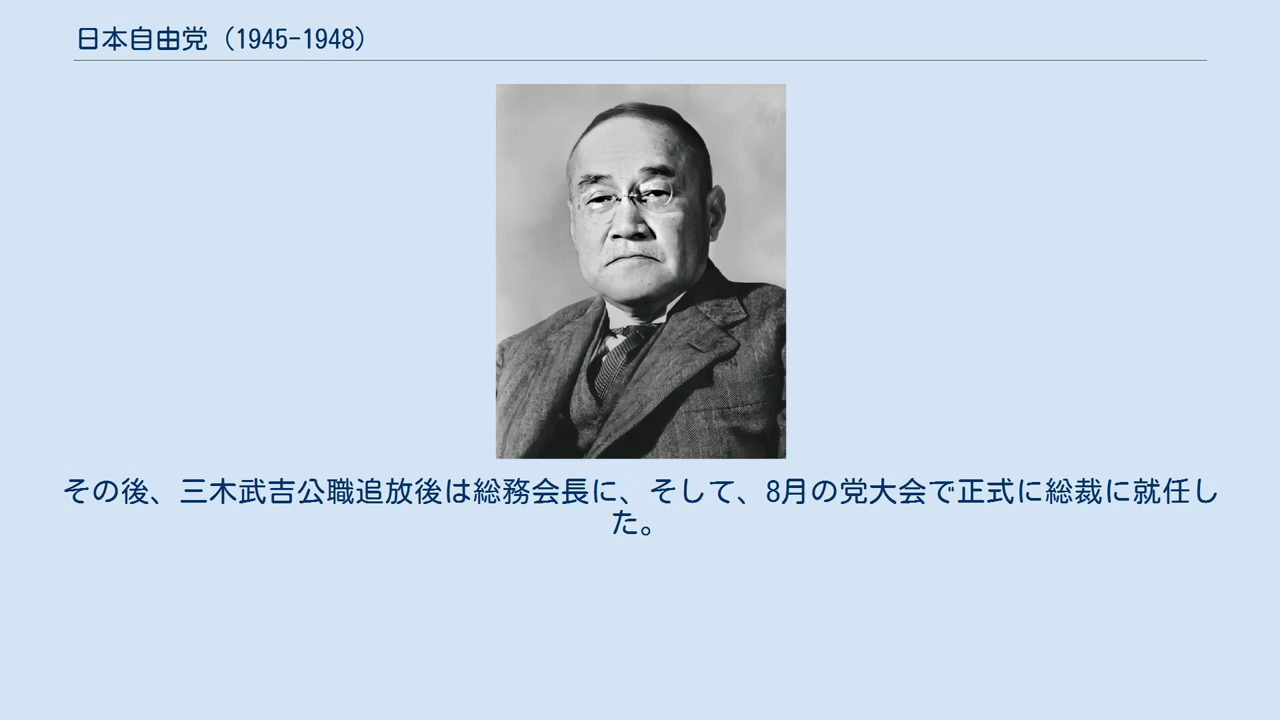 日本自由党（1945-1948）
その後、三木武吉公職追放後は総務会長に、そして、8月の党大会で正式に総裁に就任し
た。